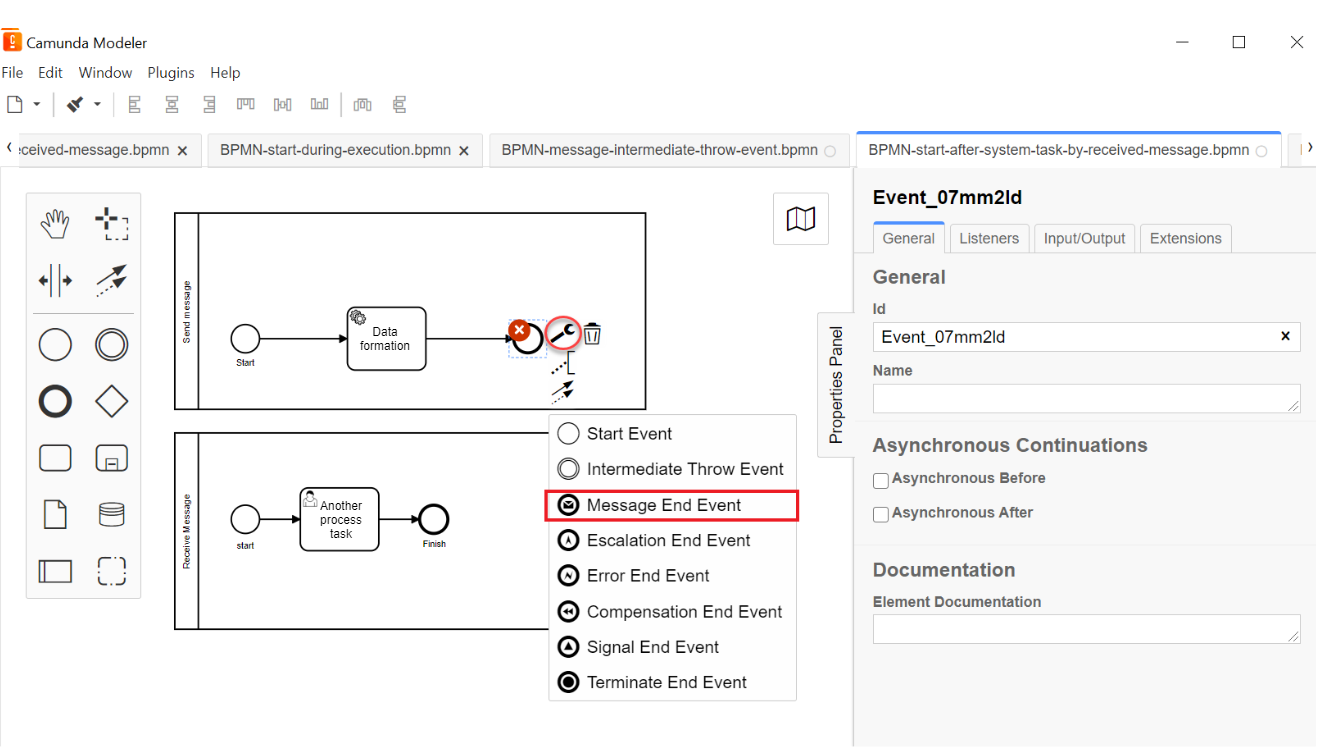 Camunda Modeler
File Edit Window Plugins Help
eceived-message.bpmn
BPMN-start-during-execution.bpmn
BPMN-message-intermediate-throw-event.bpmn
BPMN-start-after-system-task-by-received-message.bpmn
Send message
Start
Data
formation
Receive Message
start
Another
process
task
Finish
Start Event
Intermediate Throw Event
Message End Event
Escalation End Event
Error End Event
Compensation End Event
Signal End Event
Terminate End Event
Properties Panel
Event_07mm2ld
General Listeners Input/Output Extensions
General
Id
Event_07mm2ld
Name
Asynchronous Continuations
Asynchronous Before
Asynchronous After
Documentation
Element Documentation